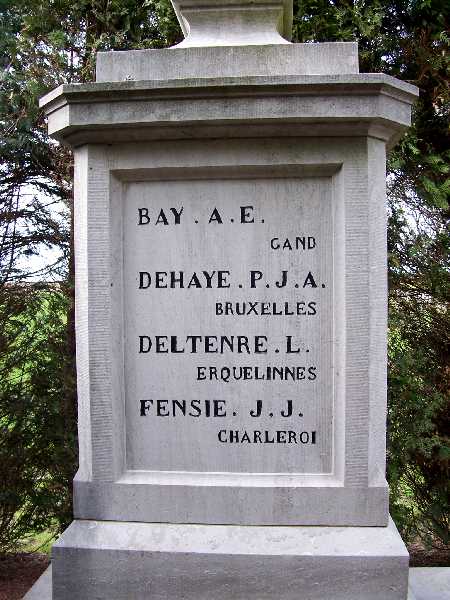 BAY . A . E .
GAND
DEHAYE . P . J . A .
BRUXELLES
DELTENRE . L .
ERQUELINNES
FENSIE . J . J .
CHARLEROI